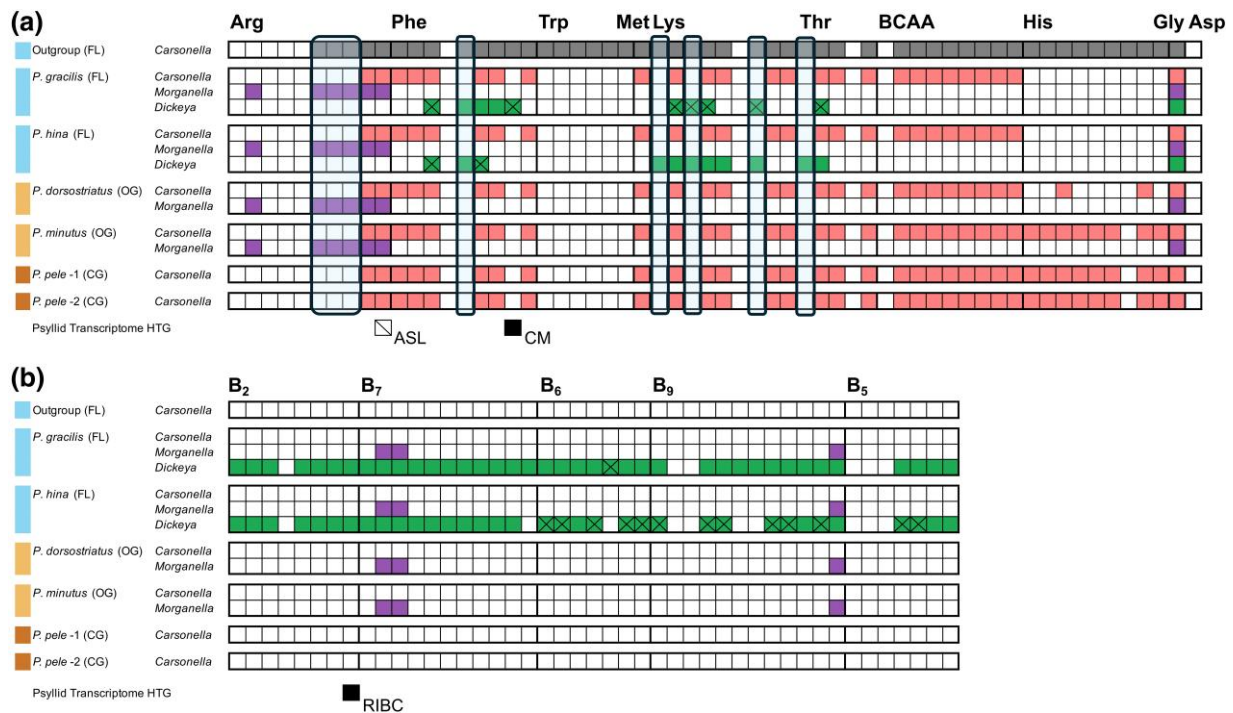 (a) Arg Phe Trp Met Lys Thr BCAA His Gly Asp
Outgroup (FL) Carsonella
P. gracilis (FL) Carsonella
Morganella
Dickeya
P. hina (FL) Carsonella
Morganella
Dickeya
P. dorsostriatus (OG) Carsonella
Morganella
P. minutus (OG) Carsonella
Morganella
P. pele -1 (CG) Carsonella
P. pele -2 (CG) Carsonella
Psyllid Transcriptome HTG ASL CM
(b) B2 B7 B6 B9 B5
Outgroup (FL) Carsonella
P. gracilis (FL) Carsonella
Morganella
Dickeya
P. hina (FL) Carsonella
Morganella
Dickeya
P. dorsostriatus (OG) Carsonella
Morganella
P. minutus (OG) Carsonella
Morganella
P. pele -1 (CG) Carsonella
P. pele -2 (CG) Carsonella
Psyllid Transcriptome HTG RIBC